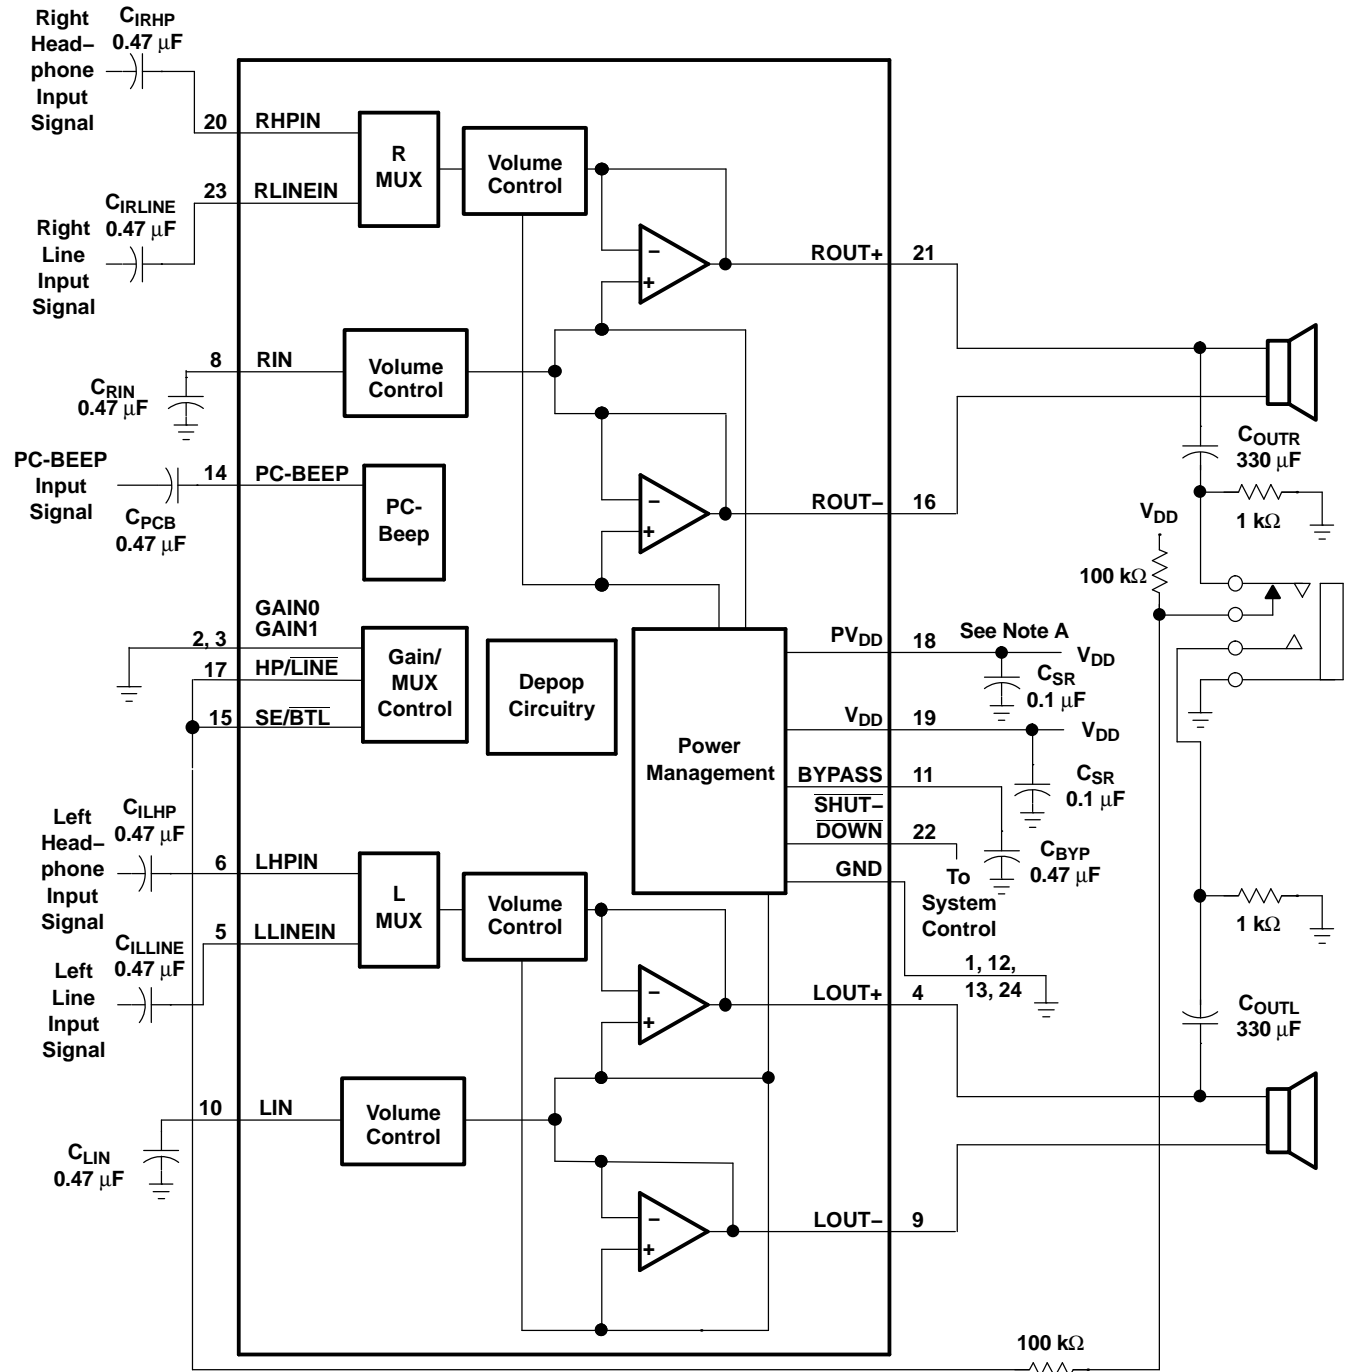 Right
Head–
phone
Input
Signal
CIRHP
0.47 μF
20
RHPIN
R
MUX
Volume
Control
23
RLINEIN
CIRLINE
0.47 μF
Right
Line
Input
Signal
–
+
ROUT+
21
8
RIN
Volume
Control
CRIN
0.47 μF
COUTR
330 μF
PC-BEEP
Input
Signal
14
PC-BEEP
CPCB
0.47 μF
PC-
Beep
–
+
ROUT–
16
1 kΩ
VDD
100 kΩ
GAIN0
GAIN1
2, 3
17
HP/LINE
15
SE/BTL
Gain/
MUX
Control
Depop
Circuitry
Power
Management
PVDD
18
See Note A
VDD
CSR
0.1 μF
VDD
19
VDD
CSR
0.1 μF
BYPASS
11
SHUT–
DOWN
22
CBYP
0.47 μF
GND
To
System
Control
1, 12,
13, 24
Left
Head–
phone
Input
Signal
CILHP
0.47 μF
6
LHPIN
L
MUX
Volume
Control
5
LLINEIN
CILLINE
0.47 μF
Left
Line
Input
Signal
1 kΩ
–
+
LOUT+
4
COUTL
330 μF
10
LIN
Volume
Control
CLIN
0.47 μF
–
+
LOUT–
9
100 kΩ